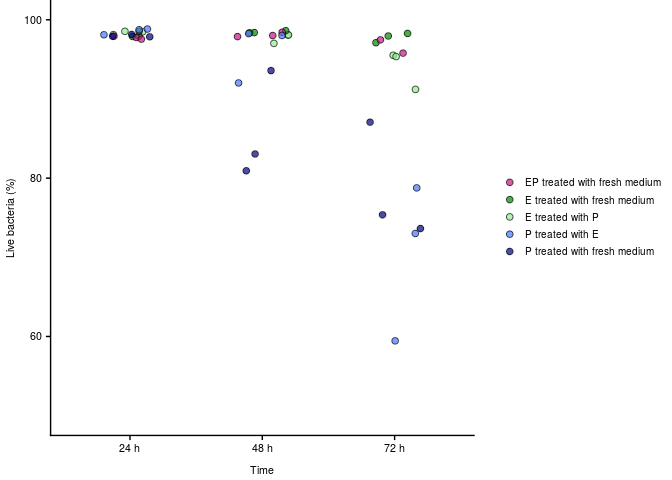 100
80
60
Live bacteria (%)
24 h
48 h
72 h
Time
EP treated with fresh medium
E treated with fresh medium
E treated with P
P treated with E
P treated with fresh medium